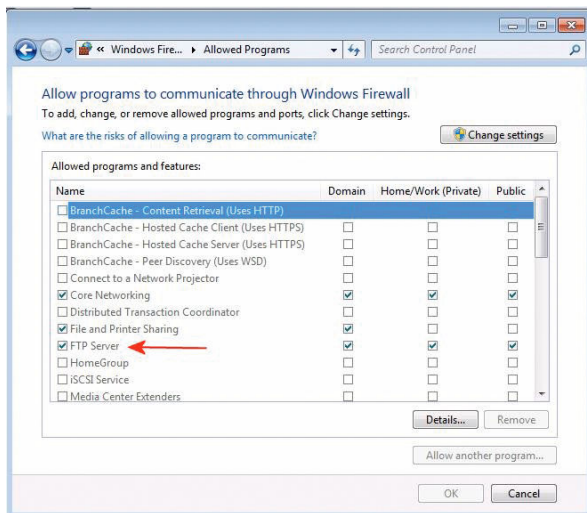 « Windows Fire... ▸ Allowed Programs
Search Control Panel
Allow programs to communicate through Windows Firewall
To add, change, or remove allowed programs and ports, click Change settings.
What are the risks of allowing a program to communicate?
Change settings
Allowed programs and features:
Name Domain Home/Work (Private) Public
BranchCache - Content Retrieval (Uses HTTP)
BranchCache - Hosted Cache Client (Uses HTTPS)
BranchCache - Hosted Cache Server (Uses HTTPS)
BranchCache - Peer Discovery (Uses WSD)
Connect to a Network Projector
Core Networking
Distributed Transaction Coordinator
File and Printer Sharing
FTP Server
HomeGroup
iSCSI Service
Media Center Extenders
Details... Remove
Allow another program...
OK Cancel